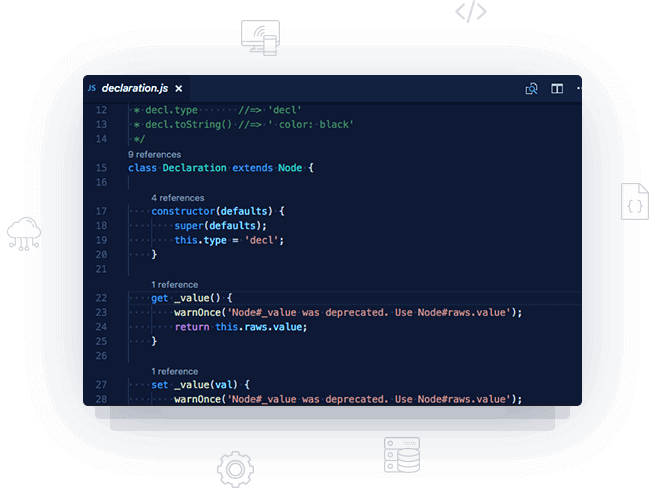 JS declaration.js ×
12 * decl.type //=> 'decl'
13 * decl.toString() //=> ' color: black'
14 */
9 references
15 class Declaration extends Node {
16
4 references
17 constructor(defaults) {
18 super(defaults);
19 this.type = 'decl';
20 }
21
1 reference
22 get _value() {
23 warnOnce('Node#_value was deprecated. Use Node#raws.value');
24 return this.raws.value;
25 }
26
1 reference
27 set _value(val) {
28 warnOnce('Node#_value was deprecated. Use Node#raws.value');